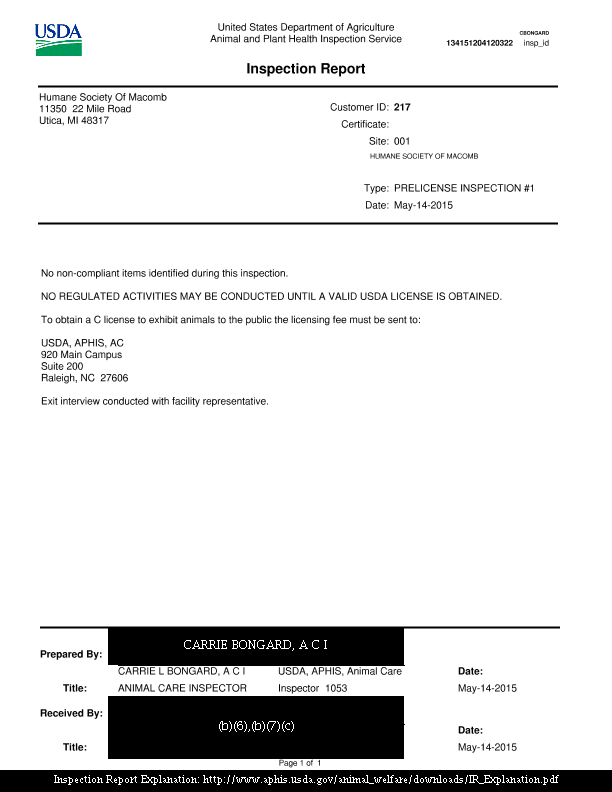 USDA
United States Department of Agriculture
Animal and Plant Health Inspection Service
CBONGARD
134151204120322 insp_id
Inspection Report
Humane Society Of Macomb
11350 22 Mile Road
Utica, MI 48317
Customer ID: 217
Certificate:
Site: 001
HUMANE SOCIETY OF MACOMB
Type: PRELICENSE INSPECTION #1
Date: May-14-2015
No non-compliant items identified during this inspection.
NO REGULATED ACTIVITIES MAY BE CONDUCTED UNTIL A VALID USDA LICENSE IS OBTAINED.
To obtain a C license to exhibit animals to the public the licensing fee must be sent to:
USDA, APHIS, AC
920 Main Campus
Suite 200
Raleigh, NC 27606
Exit interview conducted with facility representative.
CARRIE BONGARD, A C I
Prepared By:
CARRIE L BONGARD, A C I USDA, APHIS, Animal Care Date:
Title: ANIMAL CARE INSPECTOR Inspector 1053 May-14-2015
Received By:
(b)(6),(b)(7)(c)
Date:
Title: May-14-2015
Page 1 of 1
Inspection Report Explanation: http://www.aphis.usda.gov/animal_welfare/downloads/IR_Explanation.pdf